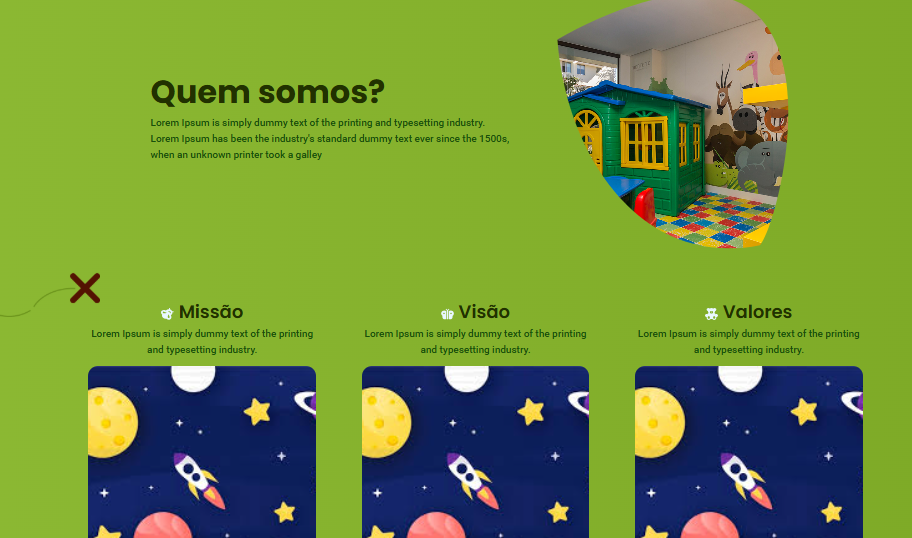 Quem somos?
Lorem Ipsum is simply dummy text of the printing and typesetting industry.
Lorem Ipsum has been the industry's standard dummy text ever since the 1500s,
when an unknown printer took a galley
Missão
Lorem Ipsum is simply dummy text of the printing
and typesetting industry.
Visão
Lorem Ipsum is simply dummy text of the printing
and typesetting industry.
Valores
Lorem Ipsum is simply dummy text of the printing
and typesetting industry.